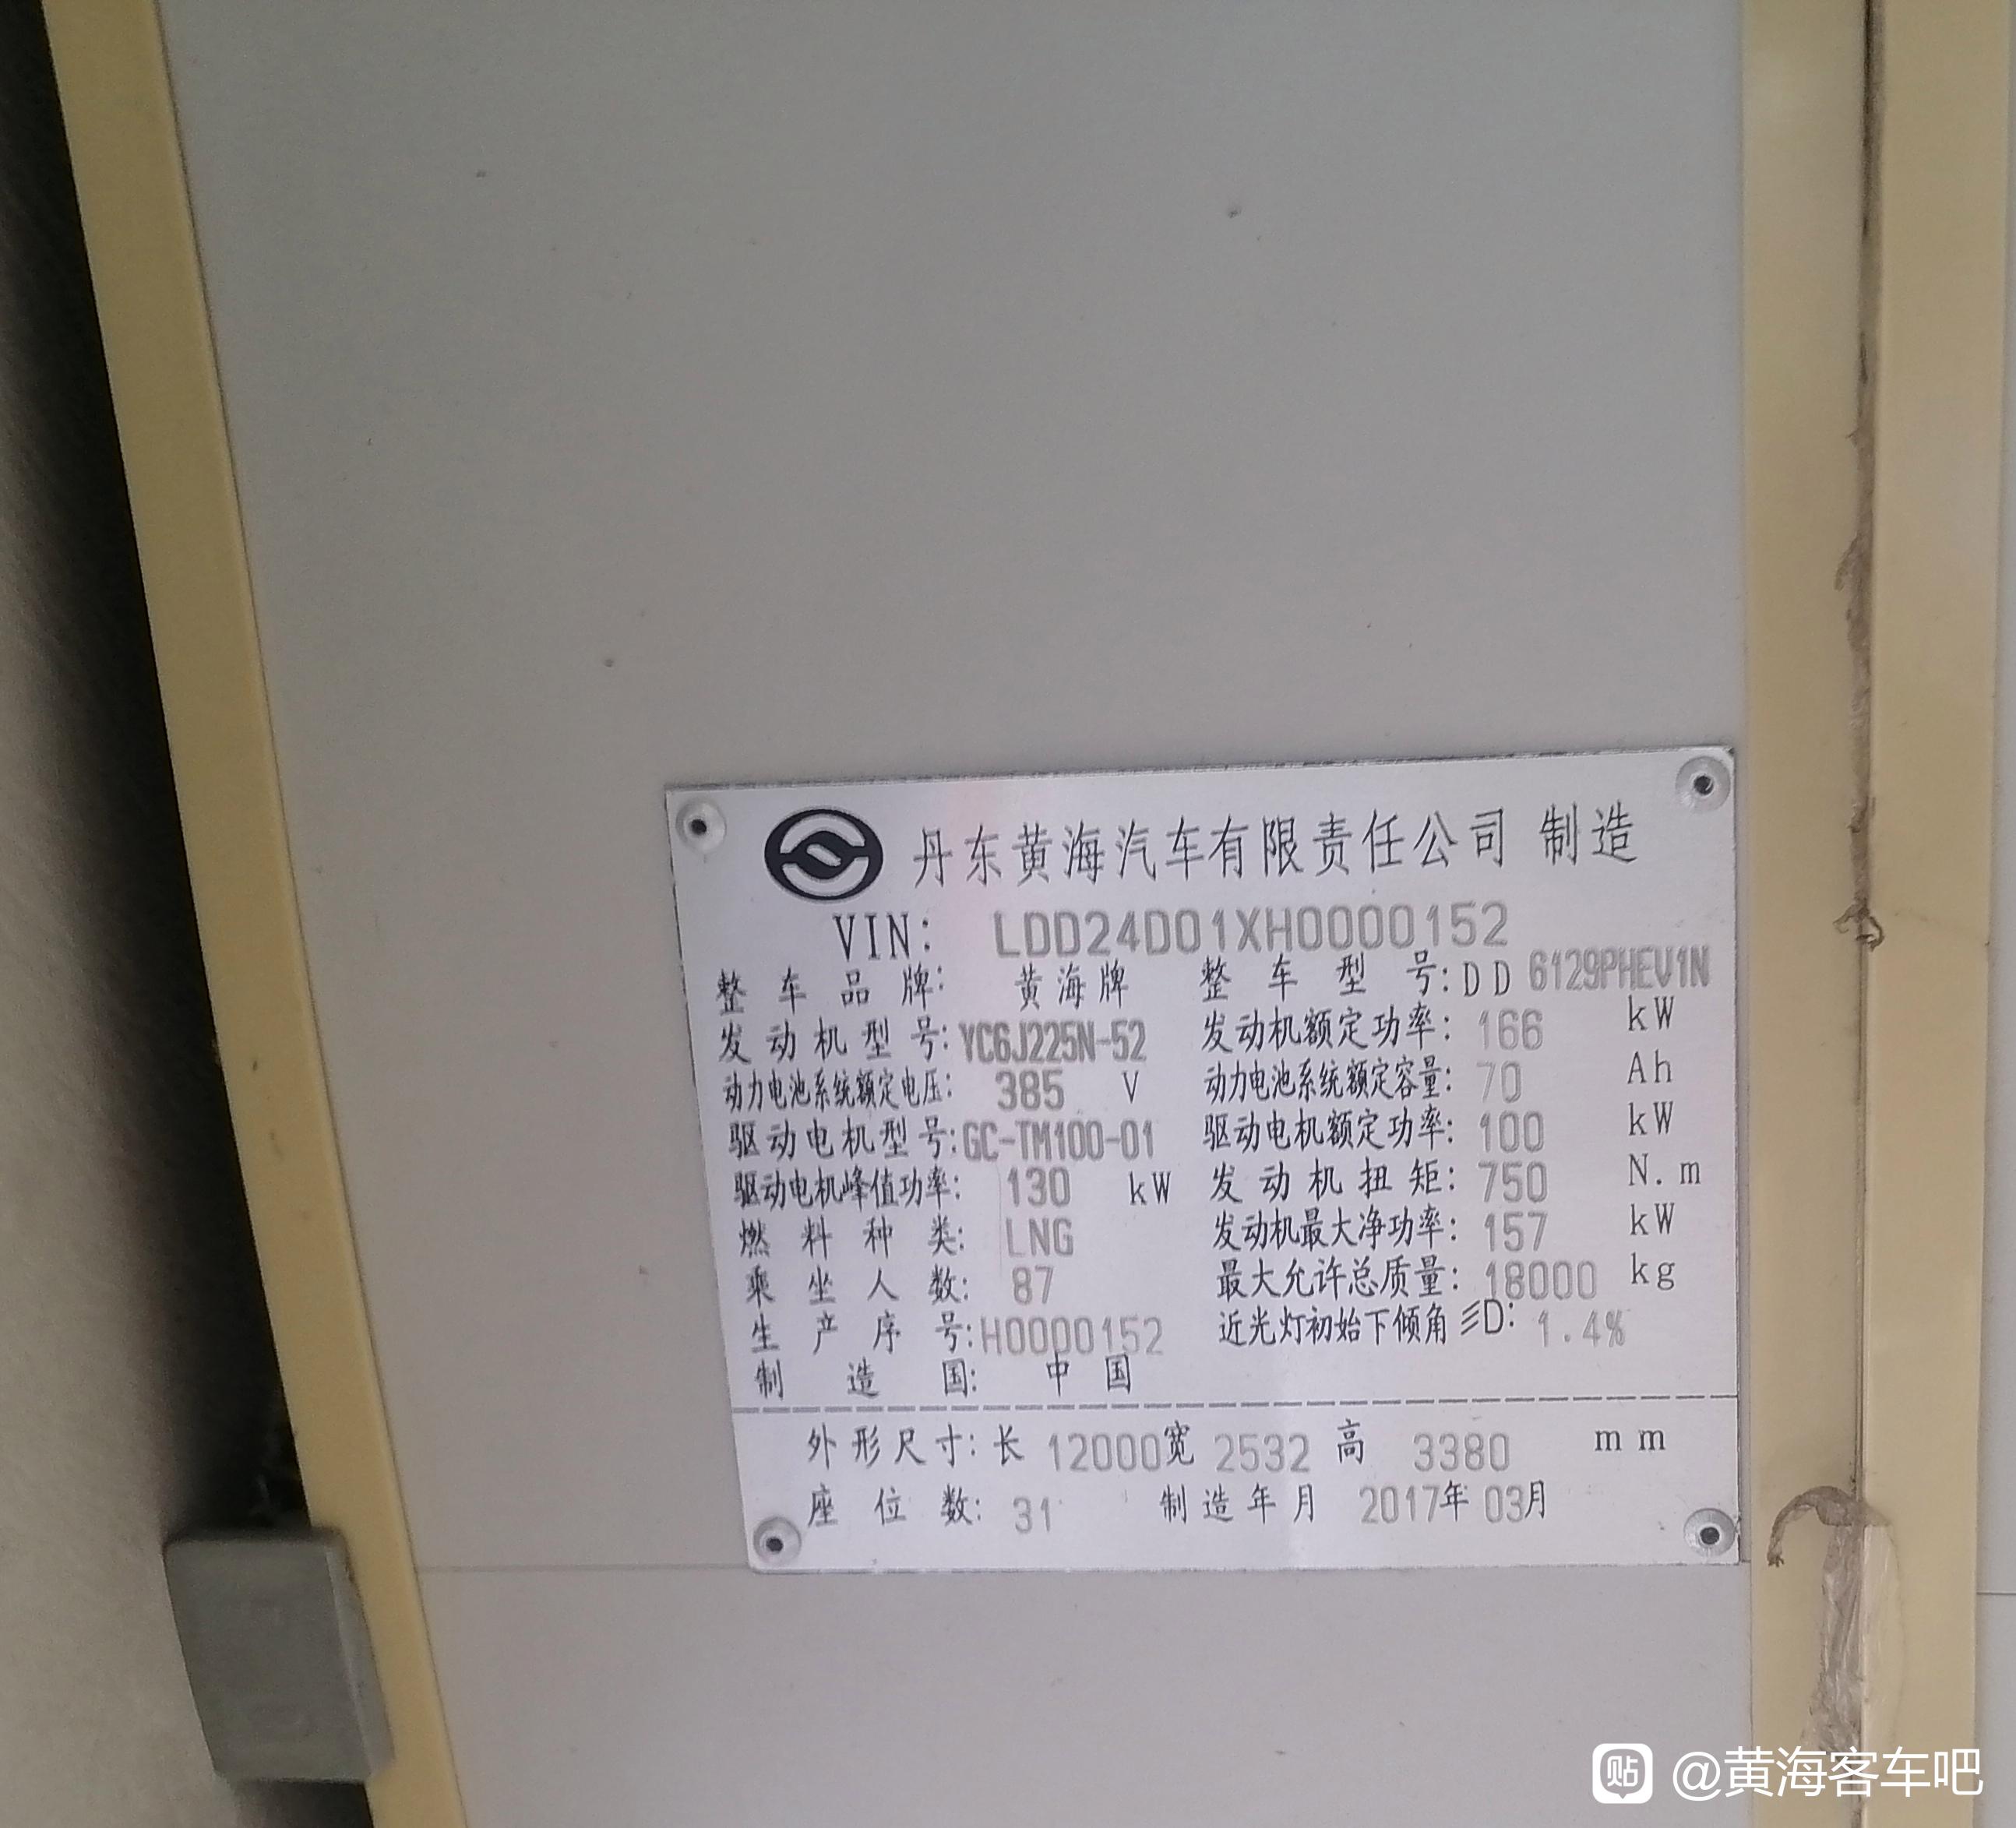 丹东黄海汽车有限责任公司 制造
VIN: LDD24D01XH0000152
整车品牌: 黄海牌 整车型号: DD 6129PHEV1N
发动机型号: YC6J225N-52 发动机额定功率: 166 kW
动力电池系统额定电压: 385 V 动力电池系统额定容量: 70 Ah
驱动电机型号: GC-TM100-01 驱动电机额定功率: 100 kW
驱动电机峰值功率: 130 kW 发动机扭矩: 750 N.m
燃料种类: LNG 发动机最大净功率: 157 kW
乘坐人数: 87 最大允许总质量: 18000 kg
生产序号: H0000152 近光灯初始下倾角 D: 1.4%
制造国: 中国
外形尺寸: 长 12000 宽 2532 高 3380 mm
座位数: 31 制造年月 2017年 03月
贴 @黄海客车吧